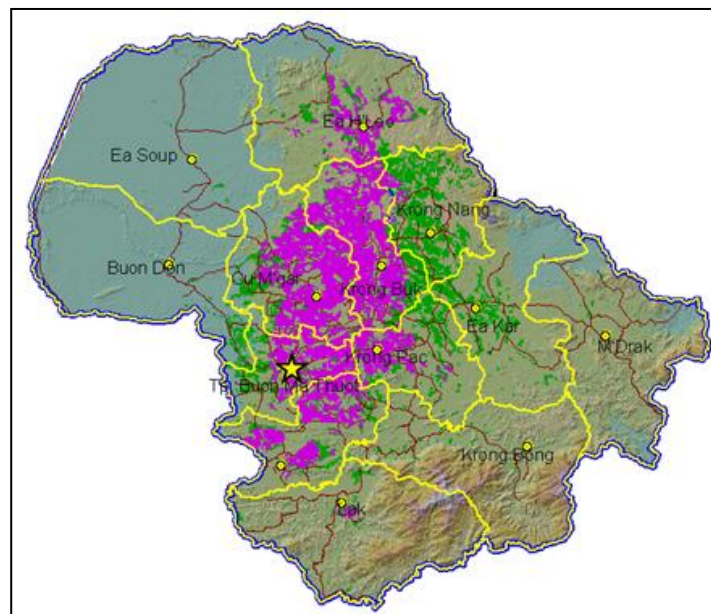 Ea H'Leo
Ea Soup
Krong Nang
Buon Don
Cu M'gar
Krong Buk
Ea Kar
M'Drak
Krong Pac
Tp. Buon Ma Thuot
Krong Bong
Lak